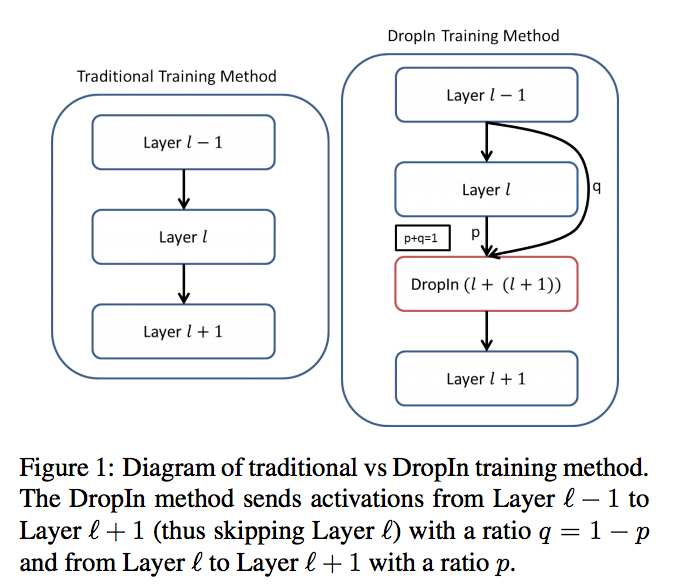 Traditional Training Method
Layer l − 1
Layer l
Layer l + 1
DropIn Training Method
Layer l − 1
Layer l
q
p+q=1
p
DropIn (l + (l + 1))
Layer l + 1
Figure 1: Diagram of traditional vs DropIn training method.
The DropIn method sends activations from Layer ℓ − 1 to
Layer ℓ + 1 (thus skipping Layer ℓ) with a ratio q = 1 − p
and from Layer ℓ to Layer ℓ + 1 with a ratio p.